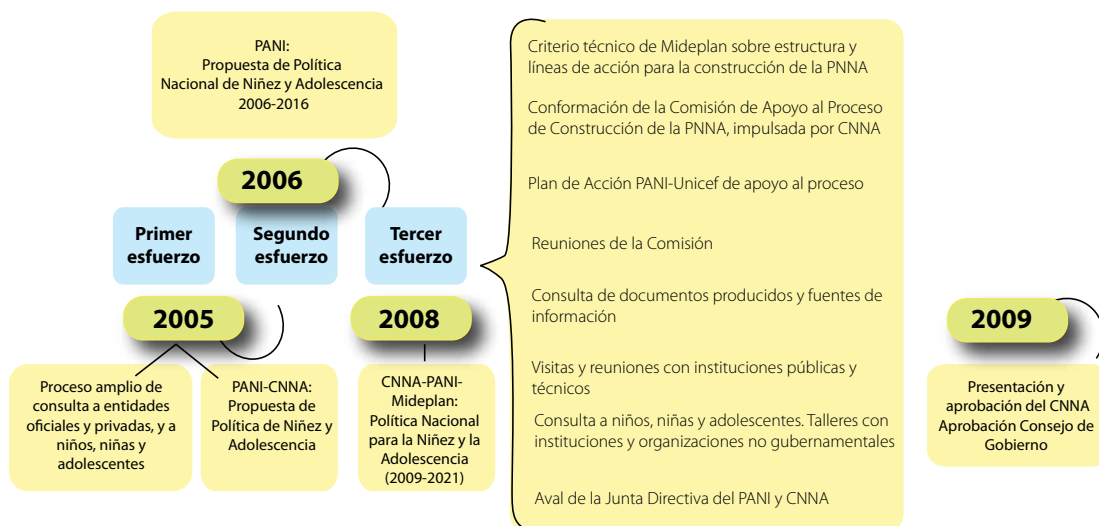 PANI:
Propuesta de Política
Nacional de Niñez y Adolescencia
2006-2016
2006
Primer
esfuerzo
Segundo
esfuerzo
Tercer
esfuerzo
2005
2008
Proceso amplio de
consulta a entidades
oficiales y privadas, y a
niños, niñas y
adolescentes
PANI-CNNA:
Propuesta de
Política de Niñez y
Adolescencia
CNNA-PANI-
Mideplan:
Política Nacional
para la Niñez y la
Adolescencia
(2009-2021)
Criterio técnico de Mideplan sobre estructura y
líneas de acción para la construcción de la PNNA
Conformación de la Comisión de Apoyo al Proceso
de Construcción de la PNNA, impulsada por CNNA
Plan de Acción PANI-Unicef de apoyo al proceso
Reuniones de la Comisión
Consulta de documentos producidos y fuentes de
información
Visitas y reuniones con instituciones públicas y
técnicos
Consulta a niños, niñas y adolescentes. Talleres con
instituciones y organizaciones no gubernamentales
Aval de la Junta Directiva del PANI y CNNA
2009
Presentación y
aprobación del CNNA
Aprobación Consejo de
Gobierno